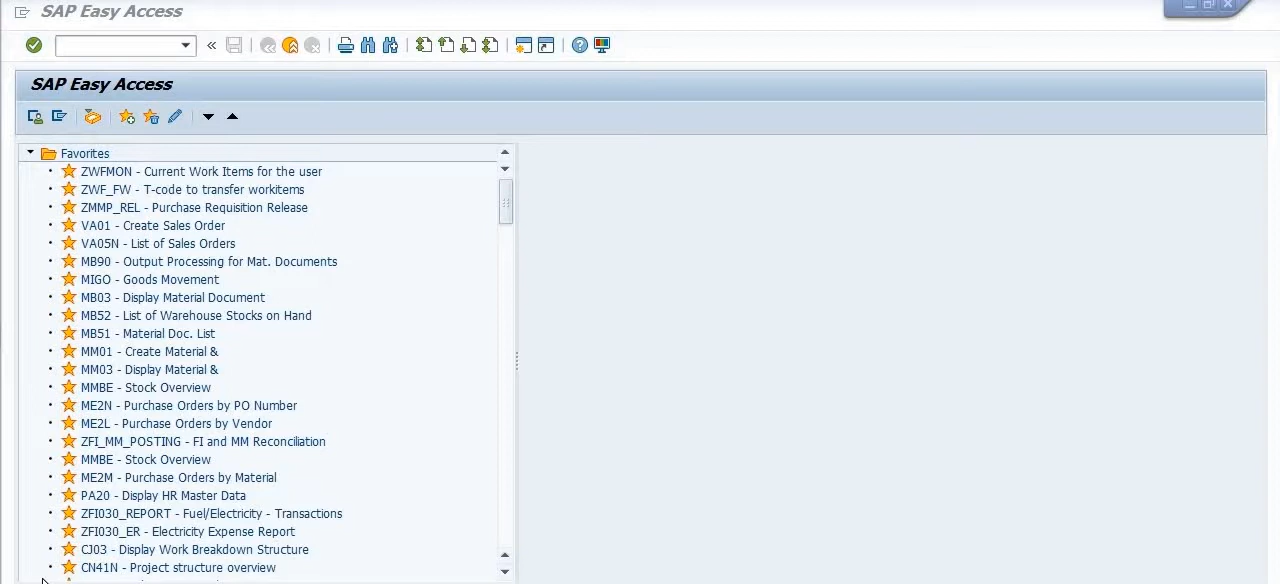 SAP Easy Access
SAP Easy Access
Favorites
ZWFMON - Current Work Items for the user
ZWF_FW - T-code to transfer workitems
ZMMP_REL - Purchase Requisition Release
VA01 - Create Sales Order
VA05N - List of Sales Orders
MB90 - Output Processing for Mat. Documents
MIGO - Goods Movement
MB03 - Display Material Document
MB52 - List of Warehouse Stocks on Hand
MB51 - Material Doc. List
MM01 - Create Material &
MM03 - Display Material &
MMBE - Stock Overview
ME2N - Purchase Orders by PO Number
ME2L - Purchase Orders by Vendor
ZFI_MM_POSTING - FI and MM Reconciliation
MMBE - Stock Overview
ME2M - Purchase Orders by Material
PA20 - Display HR Master Data
ZFI030_REPORT - Fuel/Electricity - Transactions
ZFI030_ER - Electricity Expense Report
CJ03 - Display Work Breakdown Structure
CN41N - Project structure overview